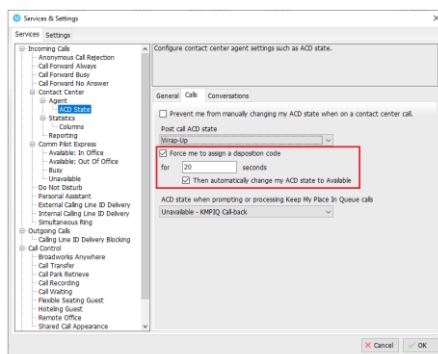 Services & Settings
Services Settings
Incoming Calls
Anonymous Call Rejection
Call Forward Always
Call Forward Busy
Call Forward No Answer
Contact Center
Agent
ACD State
Statistics
Columns
Reporting
Comm Pilot Express
Available: In Office
Available: Out Of Office
Busy
Unavailable
Do Not Disturb
Personal Assistant
External Calling Line ID Delivery
Internal Calling Line ID Delivery
Simultaneous Ring
Outgoing Calls
Calling Line ID Delivery Blocking
Call Control
Broadworks Anywhere
Call Transfer
Call Park Retrieve
Call Recording
Call Waiting
Flexible Seating Guest
Hoteling Guest
Remote Office
Shared Call Appearance
Configure contact center agent settings such as ACD state.
General Calls Conversations
Prevent me from manually changing my ACD state when on a contact center call.
Post call ACD state
Wrap-Up
Force me to assign a disposition code
for 20 seconds
Then automatically change my ACD state to Available
ACD state when prompting or processing Keep My Place In Queue calls
Unavailable - KMPIQ Call-back
Cancel OK